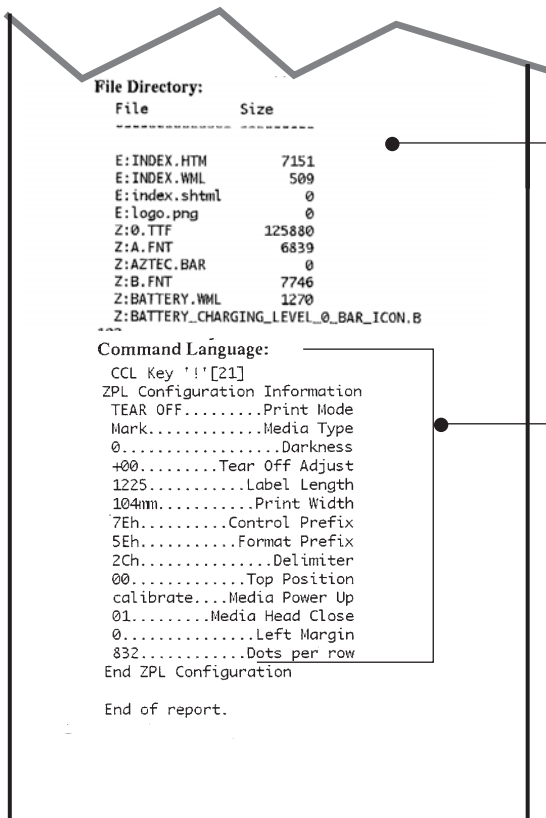 File Directory:
File Size
-------------- ---------
E:INDEX.HTM 7151
E:INDEX.WML 509
E:index.shtml 0
E:logo.png 0
Z:0.TTF 125880
Z:A.FNT 6839
Z:AZTEC.BAR 0
Z:B.FNT 7746
Z:BATTERY.WML 1270
Z:BATTERY_CHARGING_LEVEL_0_BAR_ICON.B
Command Language:
CCL Key '!'[21]
ZPL Configuration Information
TEAR OFF.........Print Mode
Mark.............Media Type
0..................Darkness
+00.........Tear Off Adjust
1225...........Label Length
104mm...........Print Width
7Eh..........Control Prefix
5Eh...........Format Prefix
2Ch...............Delimiter
00.............Top Position
calibrate....Media Power Up
01.........Media Head Close
0...............Left Margin
832............Dots per row
End ZPL Configuration
End of report.